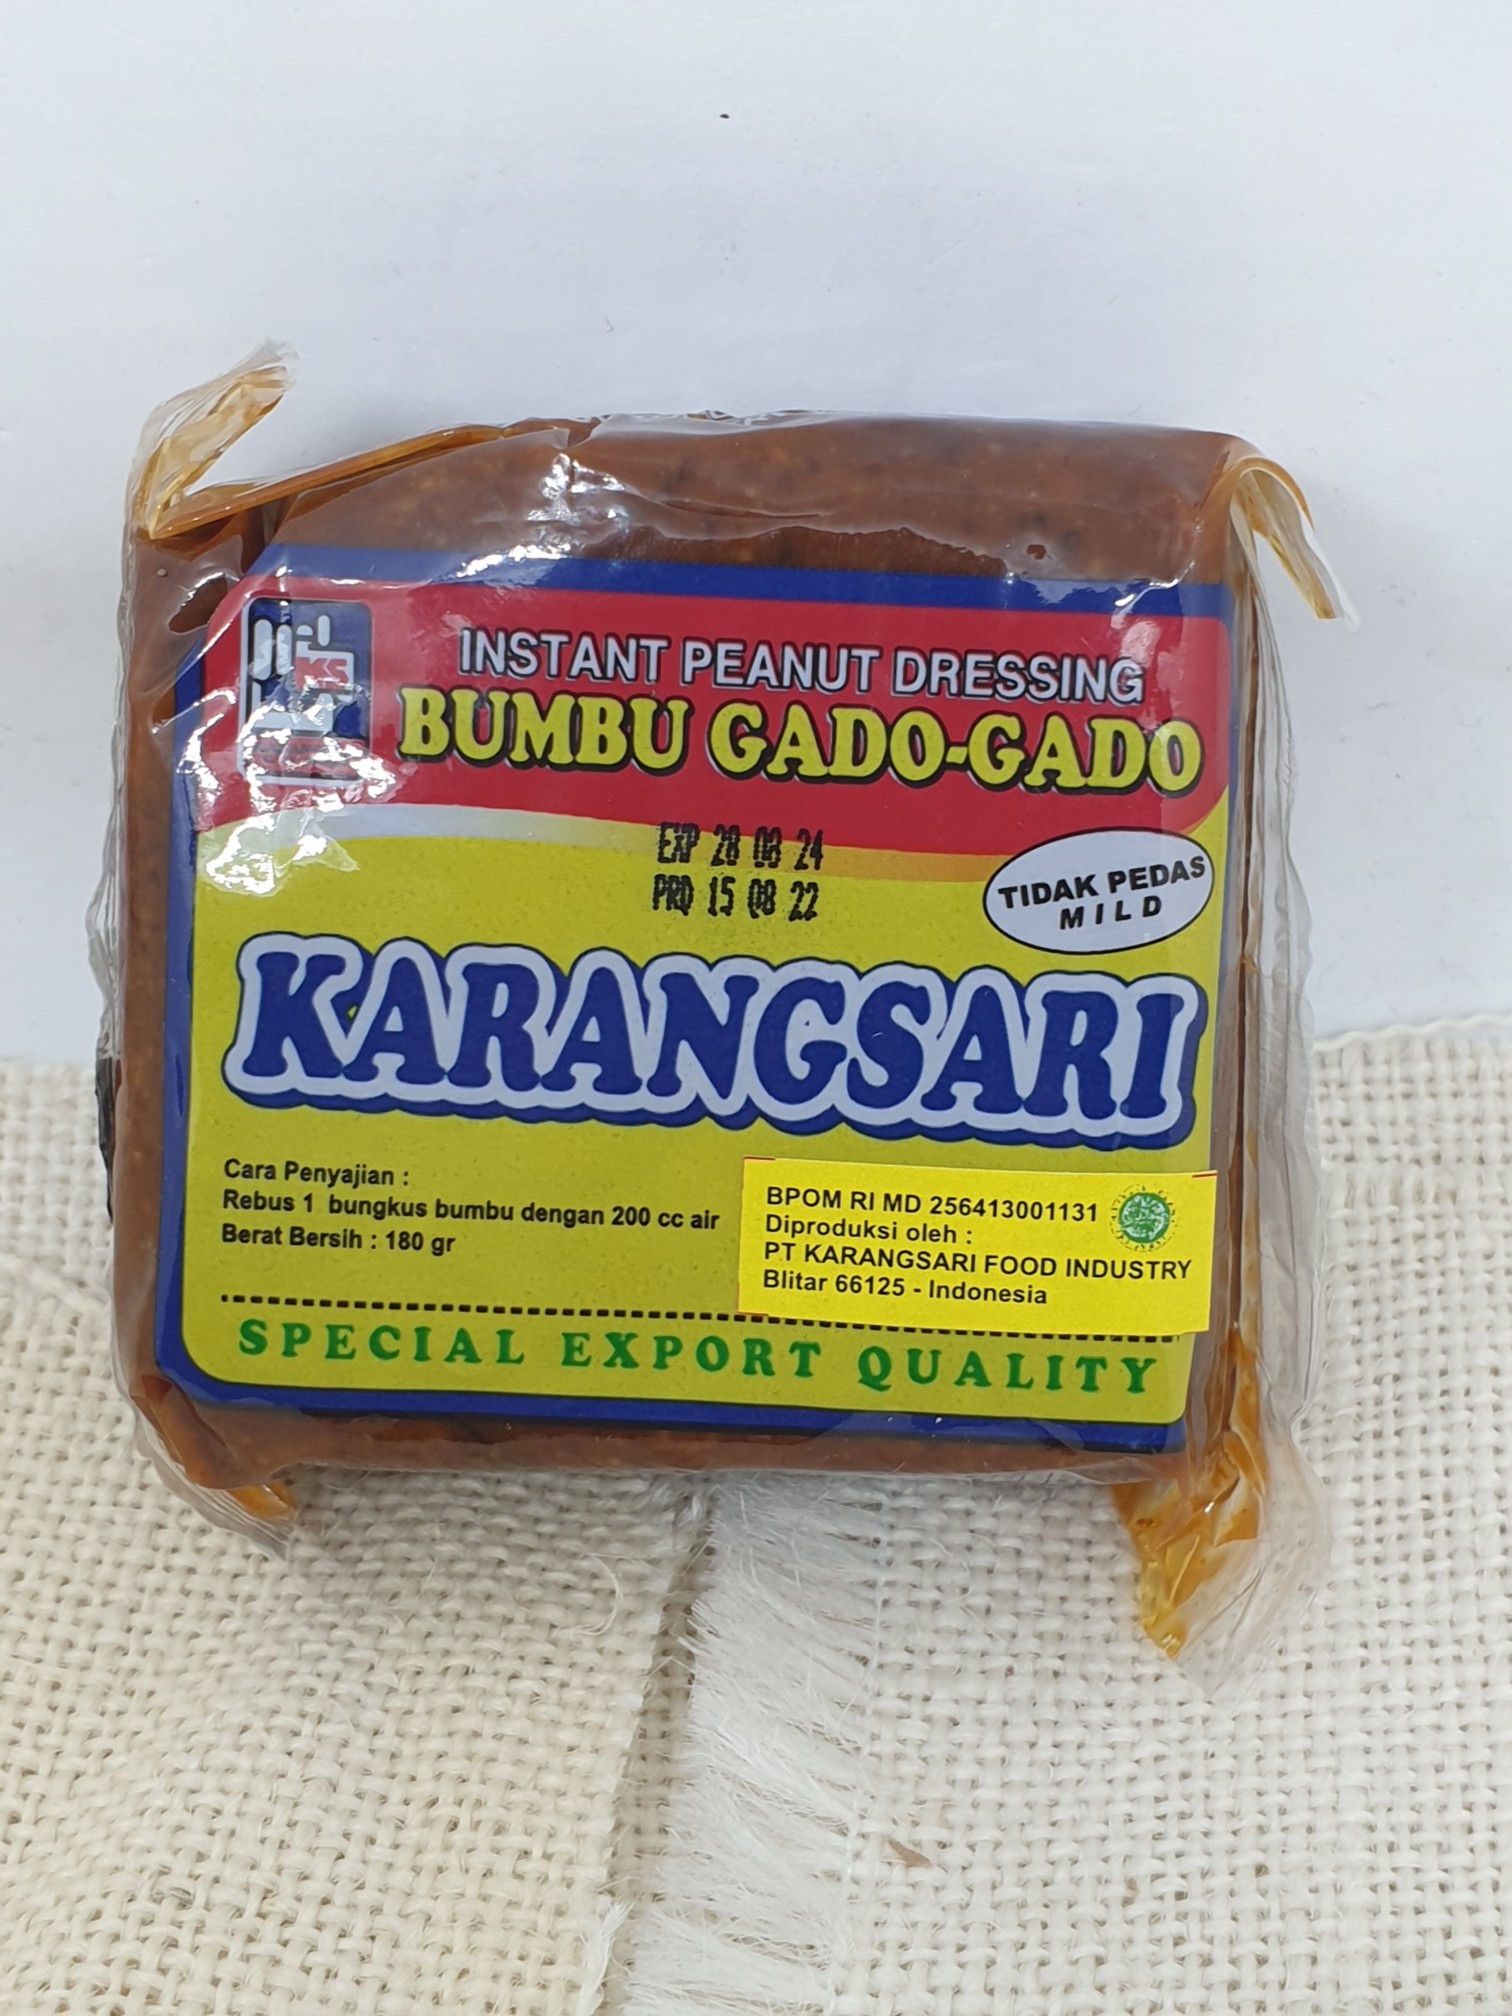 KS
INSTANT PEANUT DRESSING
BUMBU GADO-GADO
EXP 28 08 24
PRD 15 08 22
TIDAK PEDAS
MILD
KARANGSARI
Cara Penyajian :
Rebus 1 bungkus bumbu dengan 200 cc air
Berat Bersih : 180 gr
BPOM RI MD 256413001131
Diproduksi oleh :
PT KARANGSARI FOOD INDUSTRY
Blitar 66125 - Indonesia
SPECIAL EXPORT QUALITY